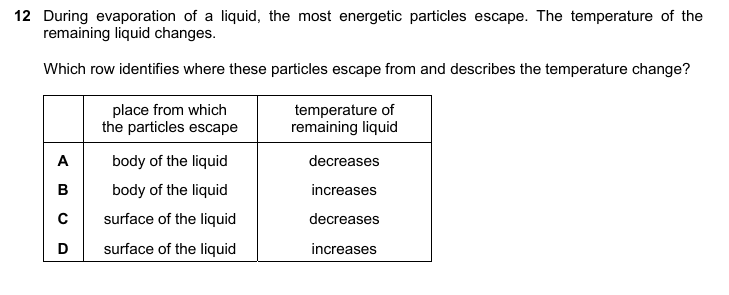 12 During evaporation of a liquid, the most energetic particles escape. The temperature of the
remaining liquid changes.
Which row identifies where these particles escape from and describes the temperature change?
place from which the particles escape temperature of remaining liquid
A body of the liquid decreases
B body of the liquid increases
C surface of the liquid decreases
D surface of the liquid increases